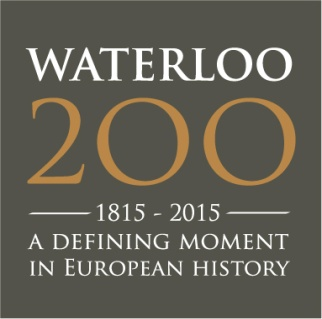 WATERLOO
200
1815 - 2015
A DEFINING MOMENT
IN EUROPEAN HISTORY